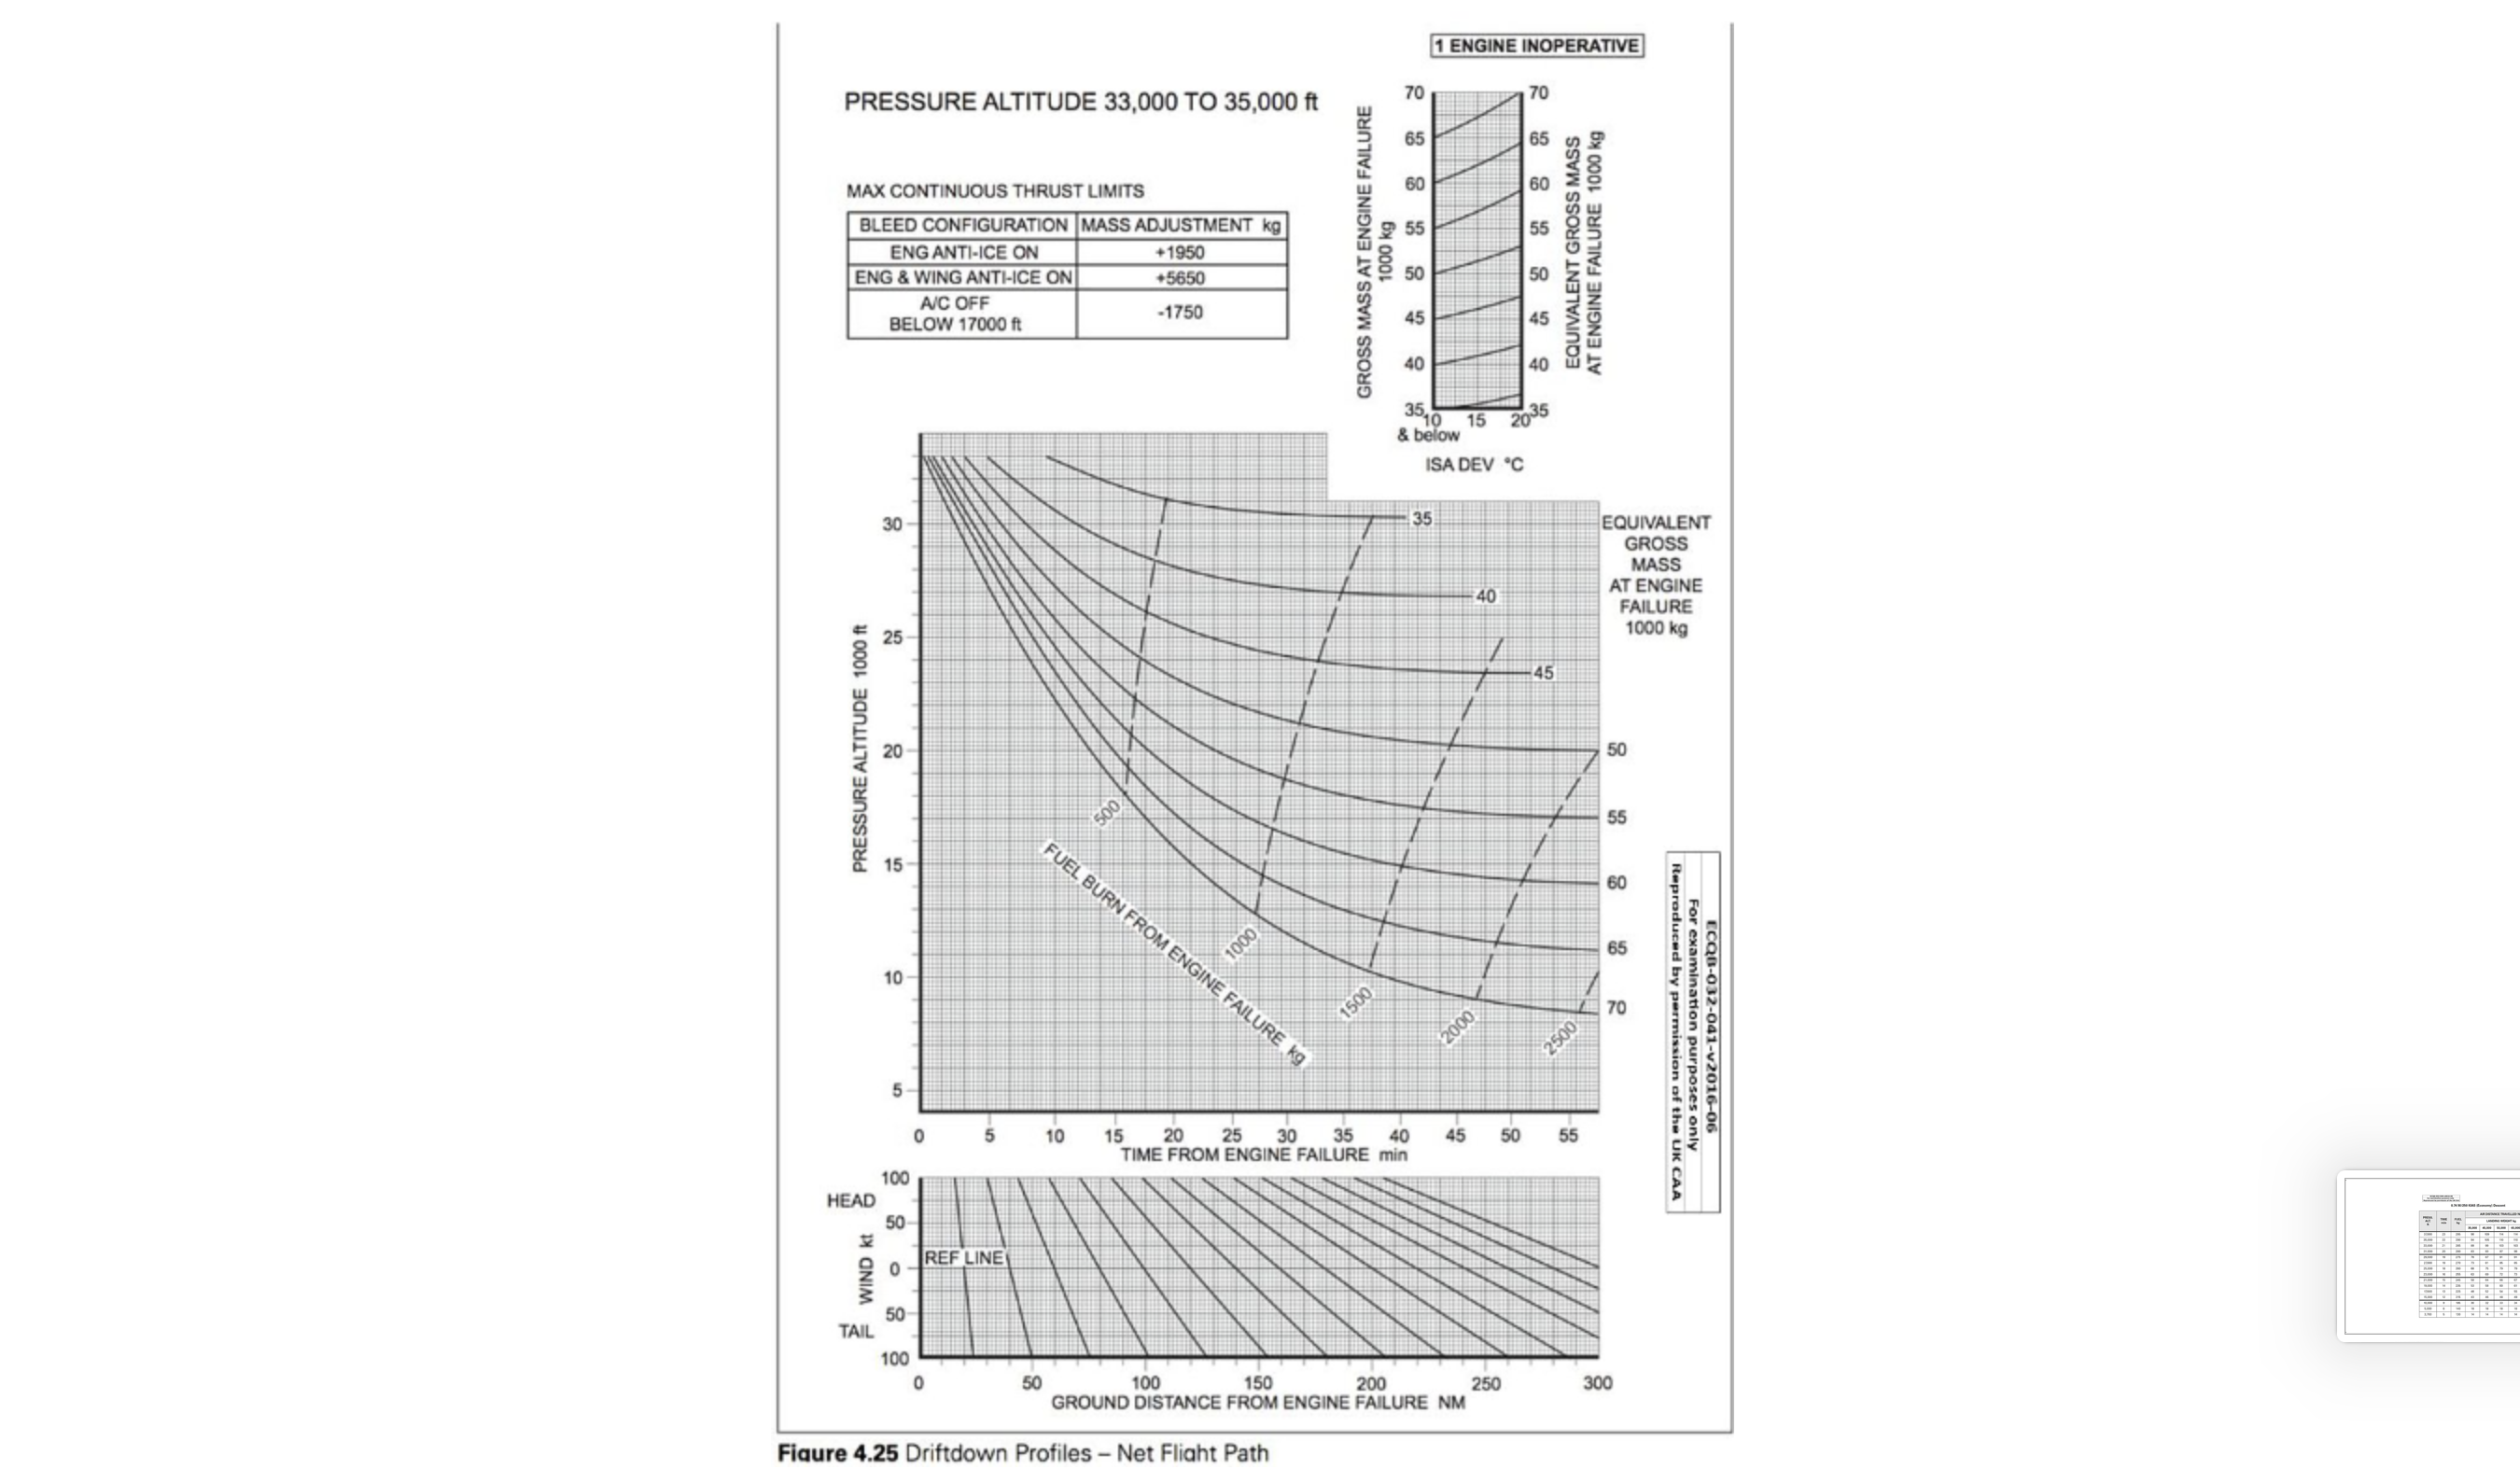 1 ENGINE INOPERATIVE
PRESSURE ALTITUDE 33,000 TO 35,000 ft
MAX CONTINUOUS THRUST LIMITS
BLEED CONFIGURATION MASS ADJUSTMENT kg
ENG ANTI-ICE ON +1950
ENG & WING ANTI-ICE ON +5650
A/C OFF
BELOW 17000 ft -1750
GROSS MASS AT ENGINE FAILURE
1000 kg
70 70
65 65
60 60
55 55
50 50
45 45
40 40
35 35
10 15 20
& below
ISA DEV °C
EQUIVALENT GROSS MASS
AT ENGINE FAILURE 1000 kg
PRESSURE ALTITUDE 1000 ft
30
25
20
15
10
5
35
40
45
50
55
60
65
70
EQUIVALENT
GROSS
MASS
AT ENGINE
FAILURE
1000 kg
500
1000
1500
2000
2500
FUEL BURN FROM ENGINE FAILURE kg
0 5 10 15 20 25 30 35 40 45 50 55
TIME FROM ENGINE FAILURE min
HEAD
WIND kt
TAIL
100
50
0
50
100
REF LINE
0 50 100 150 200 250 300
GROUND DISTANCE FROM ENGINE FAILURE NM
ECQB-032-041-v2016-06
For examination purposes only
Reproduced by permission of the UK CAA
Figure 4.25 Driftdown Profiles – Net Flight Path